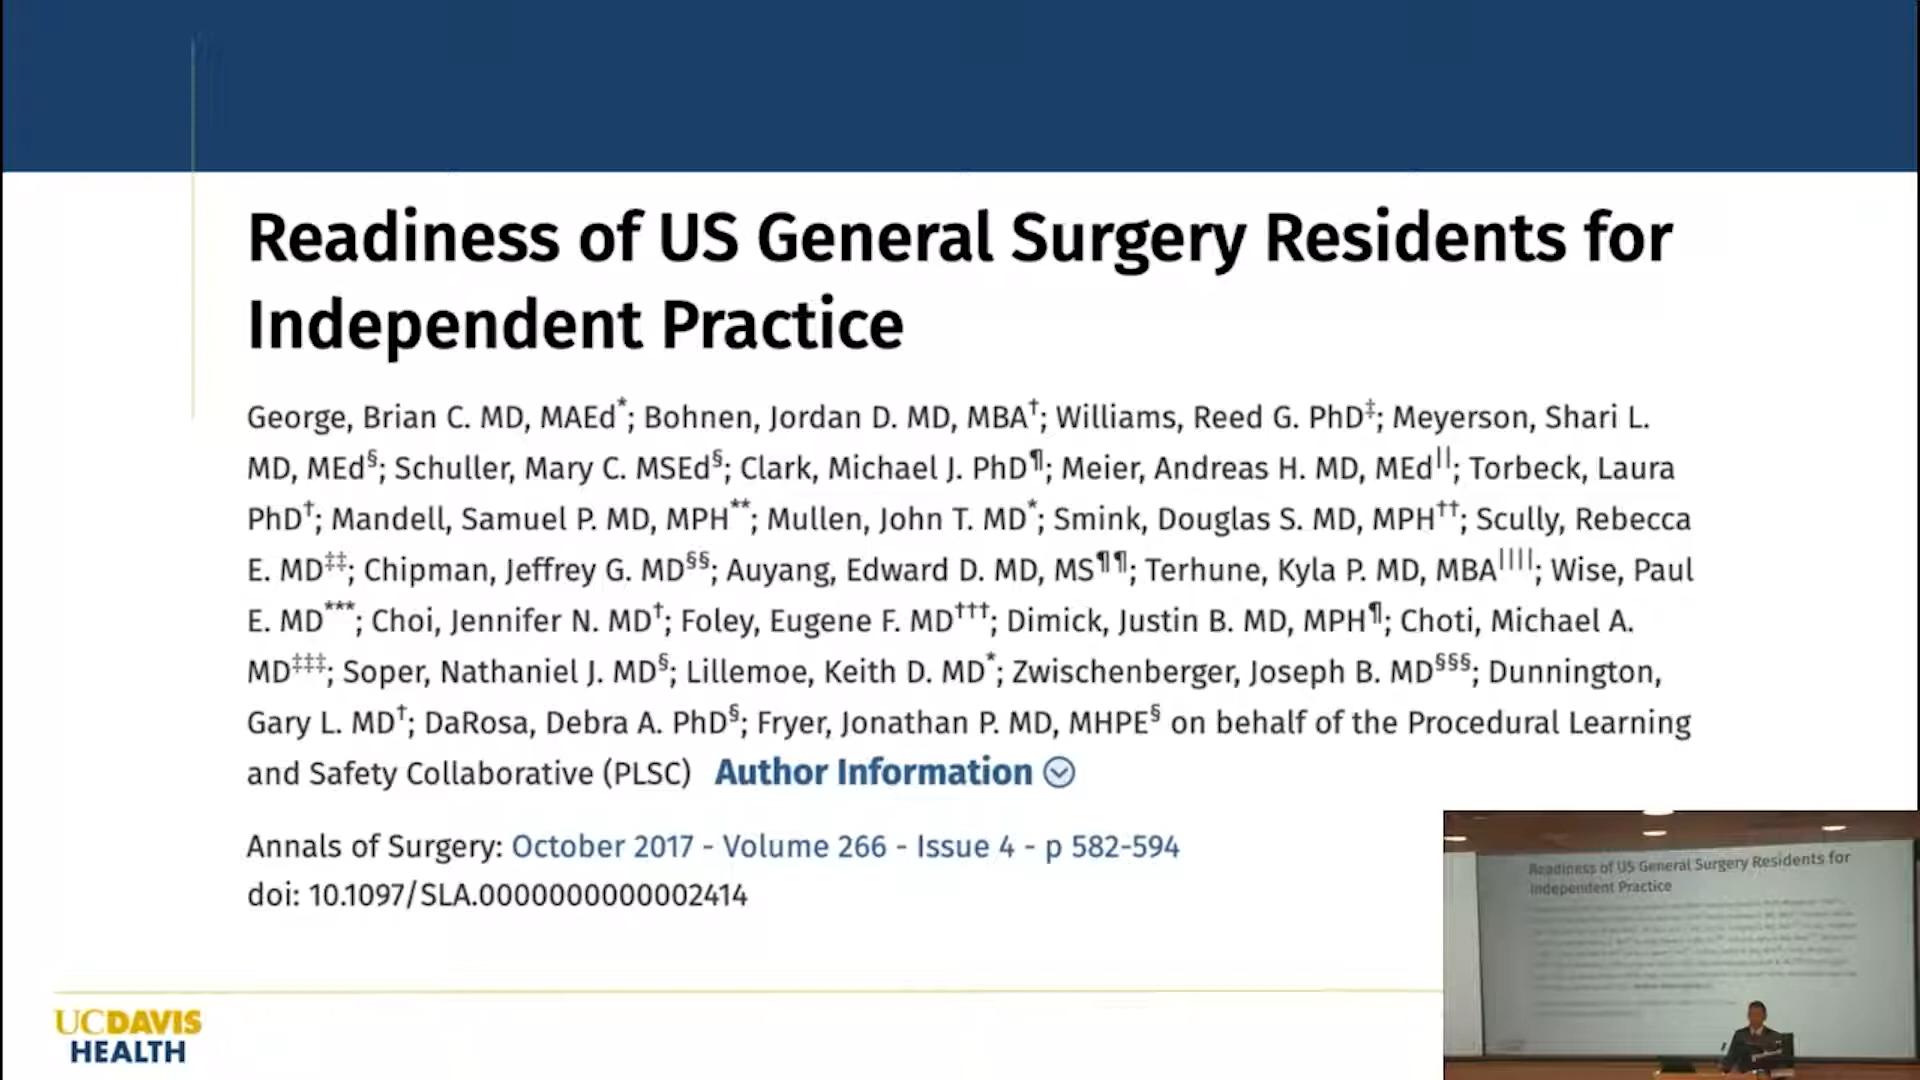 Readiness of US General Surgery Residents for
Independent Practice
George, Brian C. MD, MAEd*; Bohnen, Jordan D. MD, MBA†; Williams, Reed G. PhD‡; Meyerson, Shari L.
MD, MEd§; Schuller, Mary C. MSEd§; Clark, Michael J. PhD¶; Meier, Andreas H. MD, MEd||; Torbeck, Laura
PhD†; Mandell, Samuel P. MD, MPH**; Mullen, John T. MD*; Smink, Douglas S. MD, MPH††; Scully, Rebecca
E. MD‡‡; Chipman, Jeffrey G. MD§§; Auyang, Edward D. MD, MS¶¶; Terhune, Kyla P. MD, MBA||||; Wise, Paul
E. MD***; Choi, Jennifer N. MD†; Foley, Eugene F. MD†††; Dimick, Justin B. MD, MPH¶; Choti, Michael A.
MD‡‡‡; Soper, Nathaniel J. MD§; Lillemoe, Keith D. MD*; Zwischenberger, Joseph B. MD§§§; Dunnington,
Gary L. MD†; DaRosa, Debra A. PhD§; Fryer, Jonathan P. MD, MHPE§ on behalf of the Procedural Learning
and Safety Collaborative (PLSC) Author Information
Annals of Surgery: October 2017 - Volume 266 - Issue 4 - p 582-594
doi: 10.1097/SLA.0000000000002414
UCDAVIS
HEALTH
Readiness of US General Surgery Residents for
Independent Practice